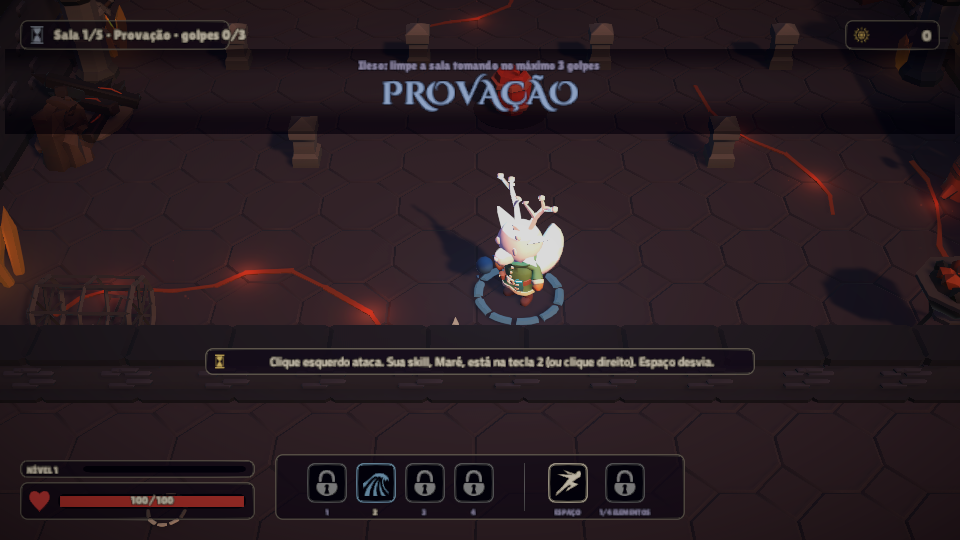 Sala 1/5 · Provação · golpes 0/3
0
Ileso: limpe a sala tomando no máximo 3 golpes
PROVAÇÃO
Clique esquerdo ataca. Sua skill, Maré, está na tecla 2 (ou clique direito). Espaço desvia.
NÍVEL 1
100/100
1 2 3 4 ESPAÇO 1/4 ELEMENTOS